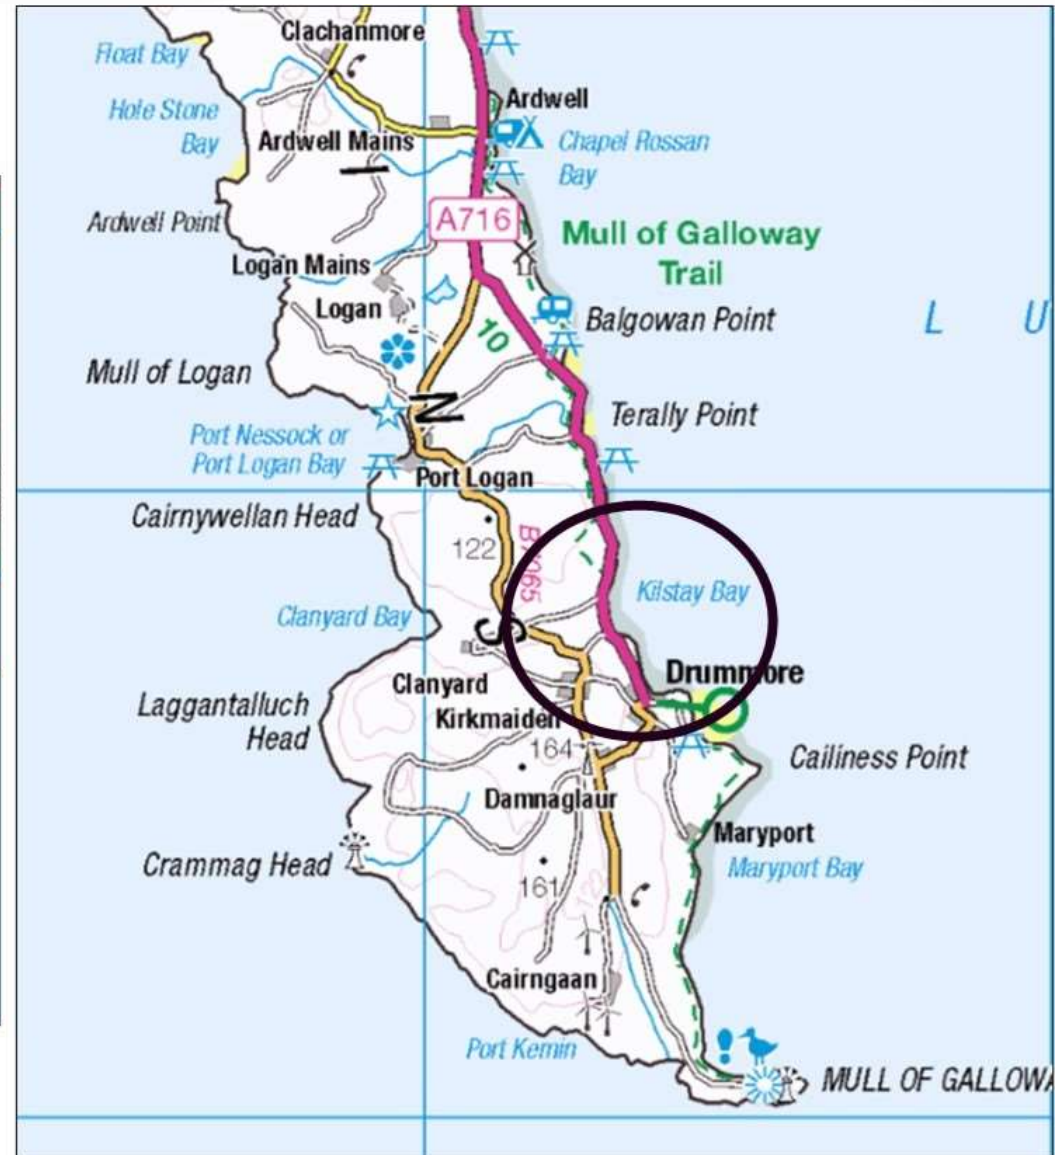 Clachanmore
Float Bay
Ardwell
Hole Stone
Bay
Ardwell Mains
Chapel Rossan
Bay
Ardwell Point
A716
Mull of Galloway
Trail
Logan Mains
Logan
Balgowan Point
L U
10
Mull of Logan
N
Terally Point
Port Nessock or
Port Logan Bay
Port Logan
Cairnywellan Head
122
B7065
Kilstay Bay
Clanyard Bay
S
Drummore
Clanyard
Laggantalluch
Head
Kirkmaiden
164
Cailiness Point
Damnaglaur
Maryport
Crammag Head
Maryport Bay
161
Cairngaan
Port Kemin
MULL OF GALLOWA